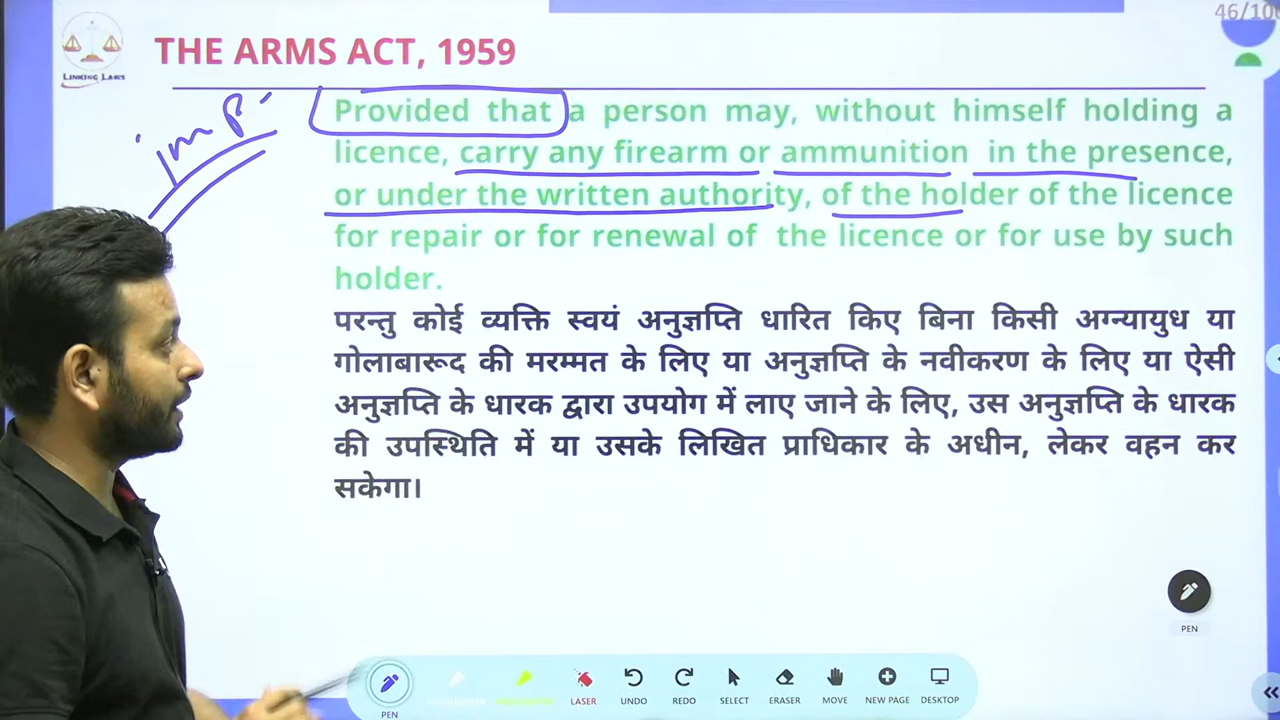 46/100
THE ARMS ACT, 1959
LINKING LAWS
imp.
Provided that a person may, without himself holding a
licence, carry any firearm or ammunition in the presence,
or under the written authority, of the holder of the licence
for repair or for renewal of the licence or for use by such
holder.
परन्तु कोई व्यक्ति स्वयं अनुज्ञप्ति धारित किए बिना किसी अग्न्यायुध या
गोलाबारूद की मरम्मत के लिए या अनुज्ञप्ति के नवीकरण के लिए या ऐसी
अनुज्ञप्ति के धारक द्वारा उपयोग में लाए जाने के लिए, उस अनुज्ञप्ति के धारक
की उपस्थिति में या उसके लिखित प्राधिकार के अधीन, लेकर वहन कर
सकेगा।
PEN
PEN LASER UNDO REDO SELECT ERASER MOVE NEW PAGE DESKTOP